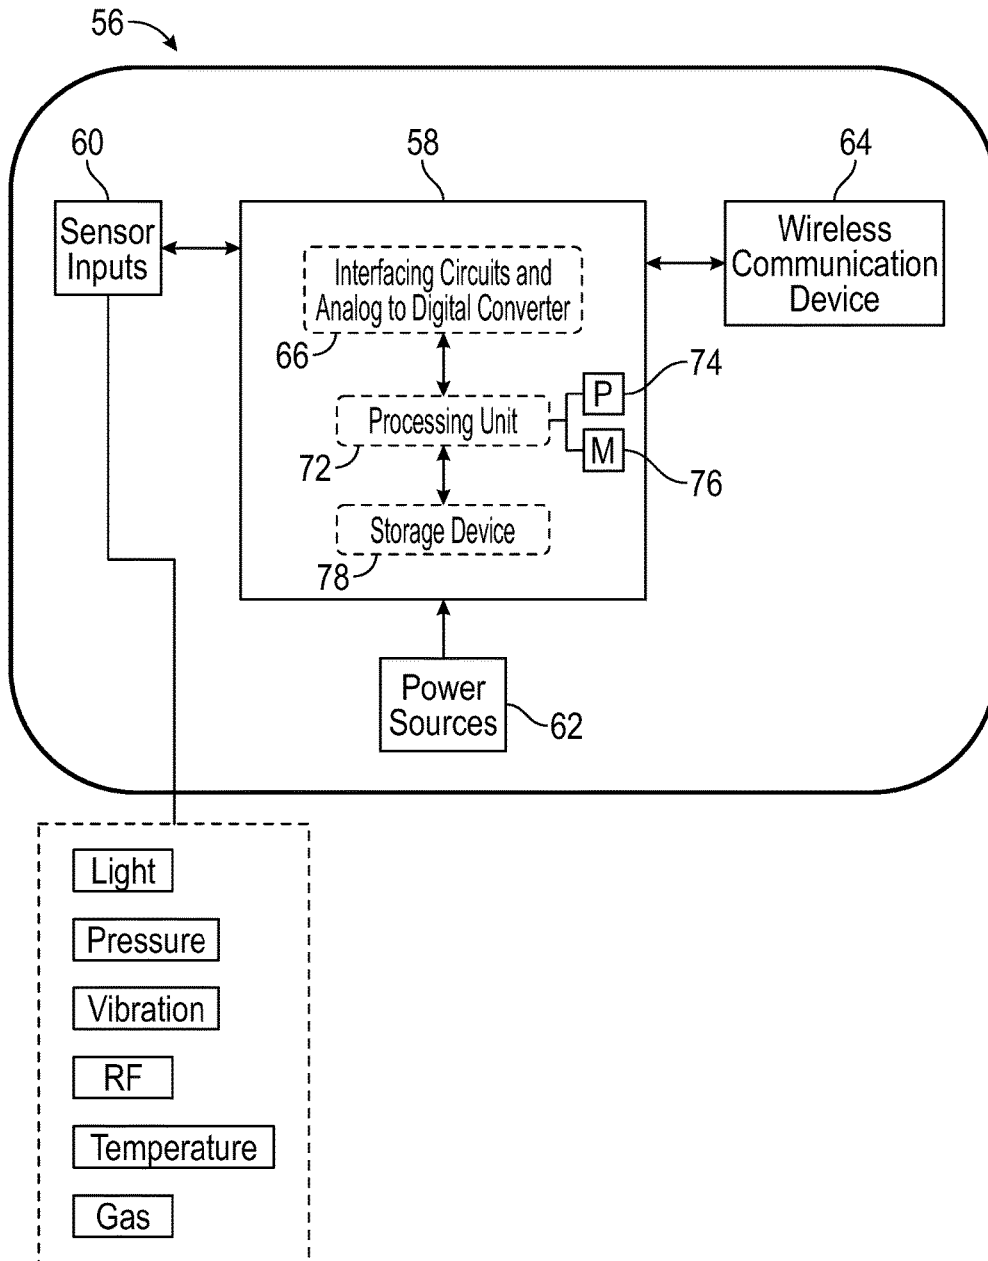 56
60
58
64
Sensor
Inputs
Wireless
Communication
Device
Interfacing Circuits and
Analog to Digital Converter
66
74
P
Processing Unit
72
M
76
Storage Device
78
Power
Sources
62
Light
Pressure
Vibration
RF
Temperature
Gas